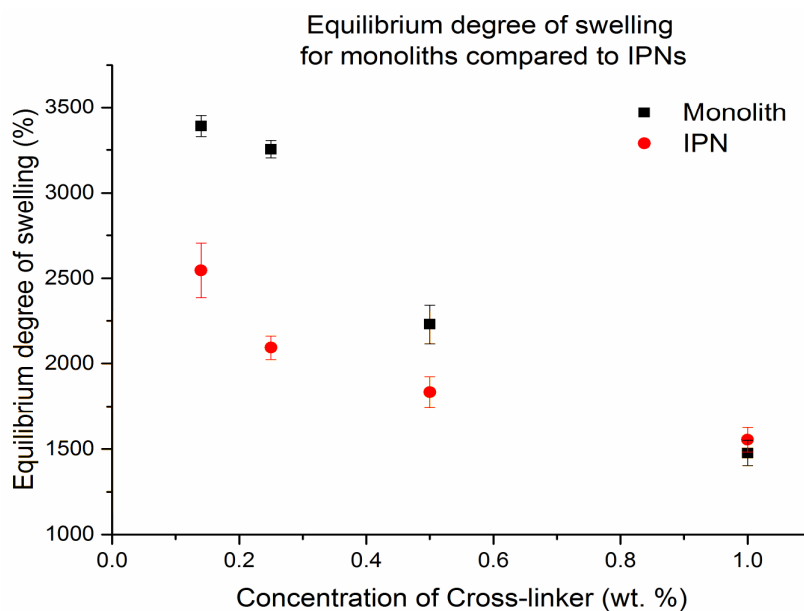 Equilibrium degree of swelling
for monoliths compared to IPNs
Monolith
IPN
Equilibrium degree of swelling (%)
3500
3000
2500
2000
1500
1000
0.0 0.2 0.4 0.6 0.8 1.0
Concentration of Cross-linker (wt. %)